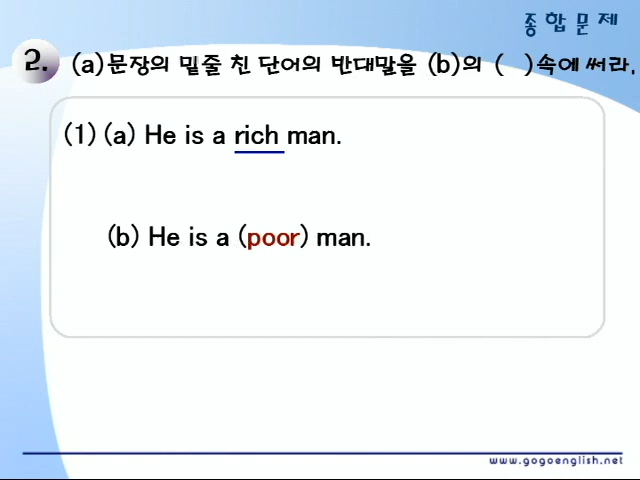 종합문제
2. (a)문장의 밑줄 친 단어의 반대말을 (b)의 ( )속에 써라.
(1) (a) He is a rich man.
(b) He is a (poor) man.
www.gogoenglish.net